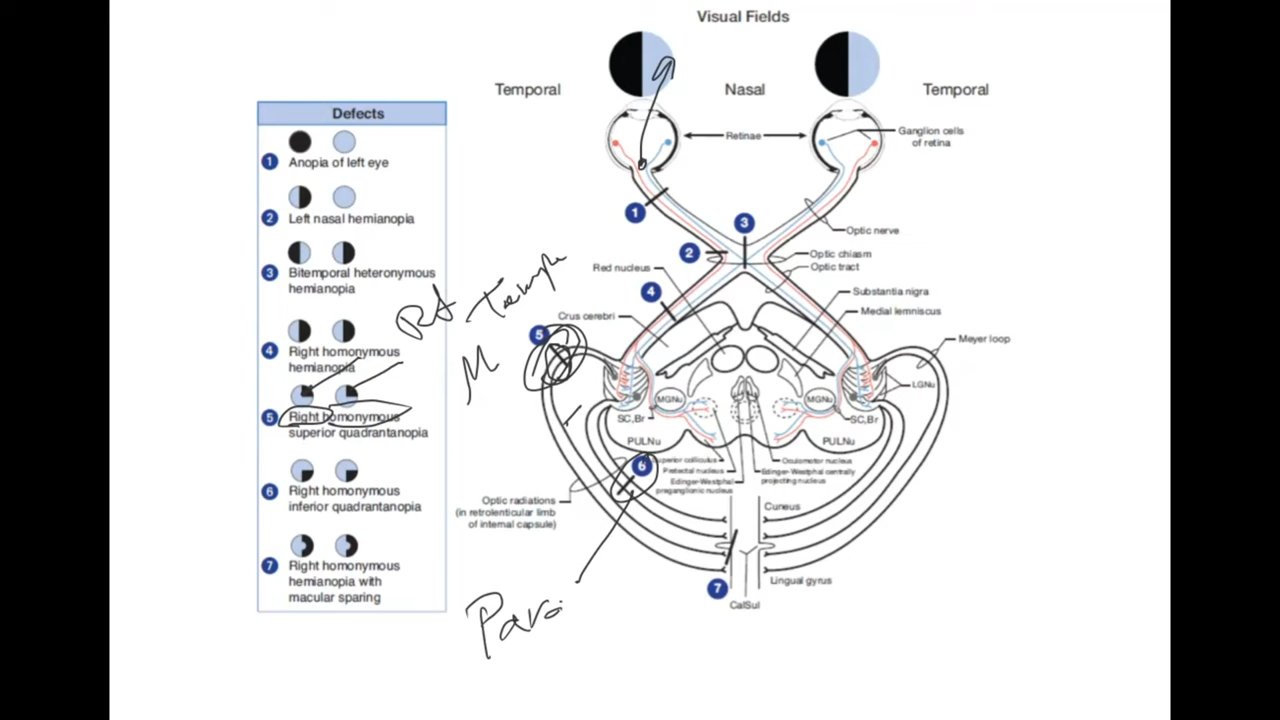 Visual Fields
Temporal
Nasal
Temporal
Retinae
Ganglion cells
of retina
Defects
1 Anopia of left eye
2 Left nasal hemianopia
3 Bitemporal heteronymous
hemianopia
4 Right homonymous
hemianopia
5 Right homonymous
superior quadrantanopia
6 Right homonymous
inferior quadrantanopia
7 Right homonymous
hemianopia with
macular sparing
1
3
Optic nerve
2
Optic chiasm
Optic tract
Red nucleus
4
Substantia nigra
Medial lemniscus
Crus cerebri
5
Meyer loop
LGNu
MGNu
MGNu
SC,Br
SC,Br
PULNu
PULNu
Superior colliculus
Pretectal nucleus
Edinger-Westphal
preganglionic nucleus
Oculomotor nucleus
Edinger-Westphal centrally
projecting nucleus
6
Optic radiations
(in retrolenticular limb
of internal capsule)
Cuneus
Lingual gyrus
7
CalSul
M